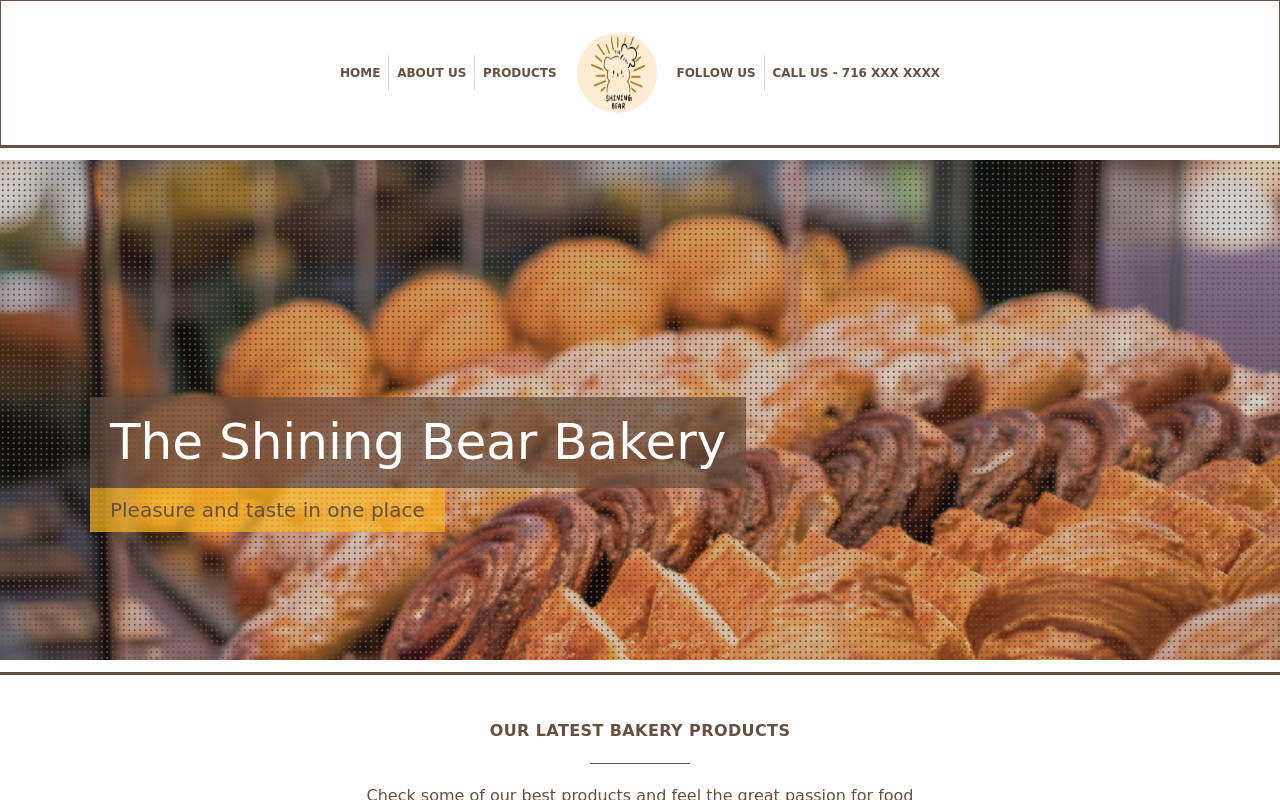 HOME ABOUT US PRODUCTS
SHINING
BEAR
FOLLOW US CALL US - 716 XXX XXXX
The Shining Bear Bakery
Pleasure and taste in one place
OUR LATEST BAKERY PRODUCTS
Check some of our best products and feel the great passion for food